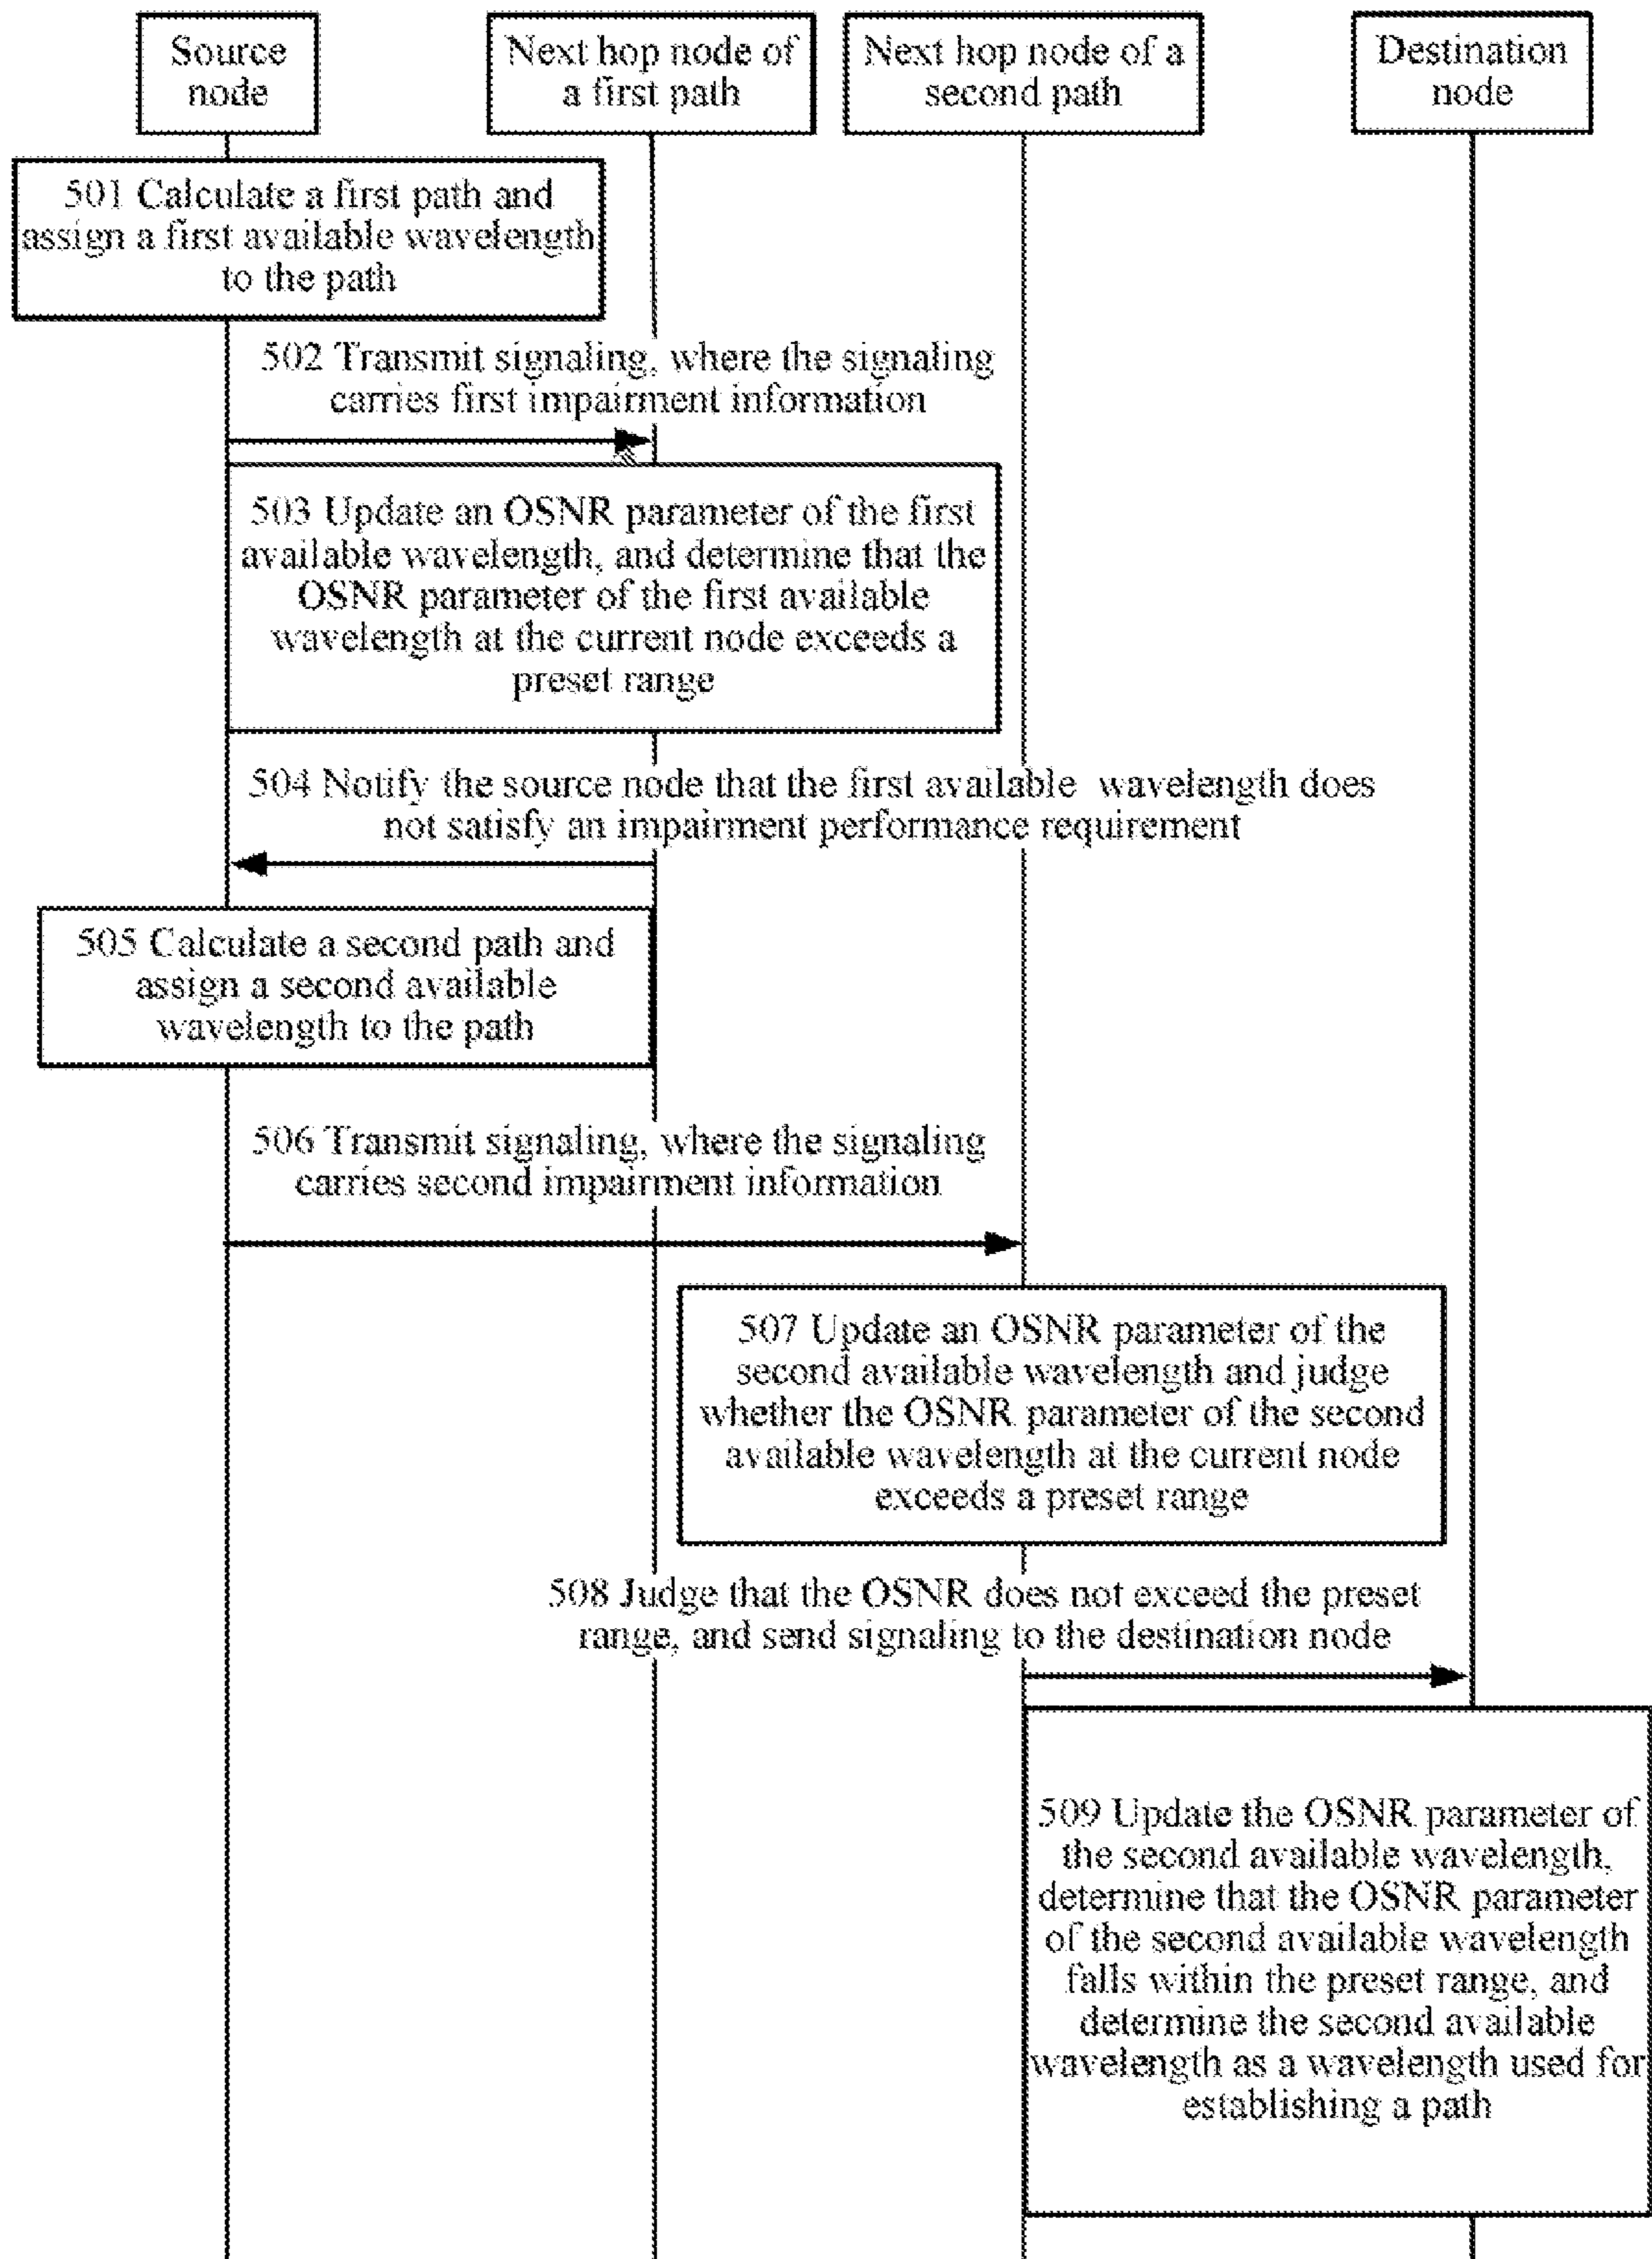 Source
node
Next hop node of
a first path
Next hop node of a
second path
Destination
node
501 Calculate a first path and
assign a first available wavelength
to the path
502 Transmit signaling, where the signaling
carries first impairment information
503 Update an OSNR parameter of the first
available wavelength, and determine that the
OSNR parameter of the first available
wavelength at the current node exceeds a
preset range
504 Notify the source node that the first available wavelength does
not satisfy an impairment performance requirement
505 Calculate a second path and
assign a second available
wavelength to the path
506 Transmit signaling, where the signaling
carries second impairment information
507 Update an OSNR parameter of the
second available wavelength and judge
whether the OSNR parameter of the second
available wavelength at the current node
exceeds a preset range
508 Judge that the OSNR does not exceed the preset
range, and send signaling to the destination node
509 Update the OSNR parameter of
the second available wavelength,
determine that the OSNR parameter
of the second available wavelength
falls within the preset range, and
determine the second available
wavelength as a wavelength used for
establishing a path